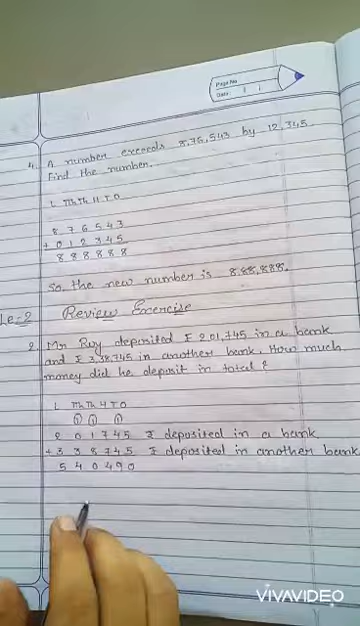 Page No.
Date
4. A number exceeds 8,76,543 by 12,345.
Find the number.
L TTh Th H T O
8 7 6 5 4 3
+ 0 1 2 3 4 5
8 8 8 8 8 8
So, the new number is 8,88,888.
Le-2 Review Exercise
2. Mr Roy deposited ₹ 2,01,745 in a bank
and ₹ 3,38,745 in another bank. How much
money did he deposit in total?
L TTh Th H T O
① ① ①
2 0 1 7 4 5 ₹ deposited in a bank
+ 3 3 8 7 4 5 ₹ deposited in another bank
5 4 0 4 9 0
VIVAVIDEO